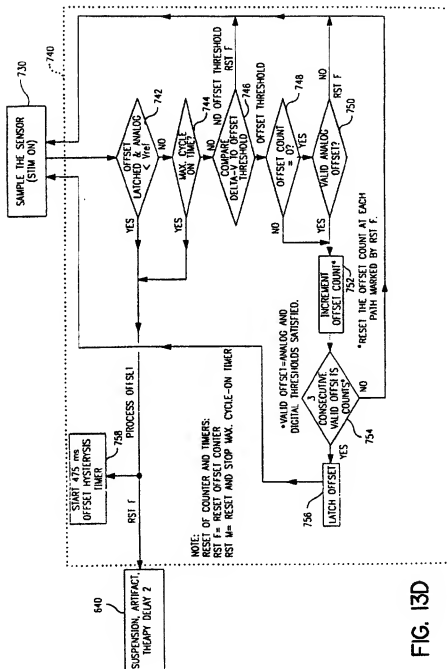 730
SAMPLE THE SENSOR
(STIM ON)
740
742
OFFSET
LATCHED & ANALOG
< Vref
YES
NO
744
MAX. CYCLE
ON TIME?
YES
NO
746
COMPARE
DELTA-V TO OFFSET
THRESHOLD
NO OFFSET THRESHOLD
RST F
OFFSET THRESHOLD
748
OFFSET COUNT
= 0?
NO
YES
750
VALID ANALOG
OFFSET?
NO
RST F
YES
INCREMENT
OFFSET COUNT*
752
*RESET THE OFFSET COUNT AT EACH
PATH MARKED BY RST F.
3
CONSECUTIVE
VALID OFFSETS
COUNTS*
754
NO
YES
LATCH OFFSET
756
*VALID OFFSET=ANALOG AND
DIGITAL THRESHOLDS SATISFIED.
PROCESS OFFSET
START 475 ms
OFFSET HYSTERYSIS
TIMER
758
RST F
NOTE:
RESET OF COUNTER AND TIMERS:
RST F= RESET OFFSET CONTER
RST M= RESET AND STOP MAX. CYCLE-ON TIMER
640
SUSPENSION, ARTIFACT,
THEAPY DELAY 2
FIG. 13D